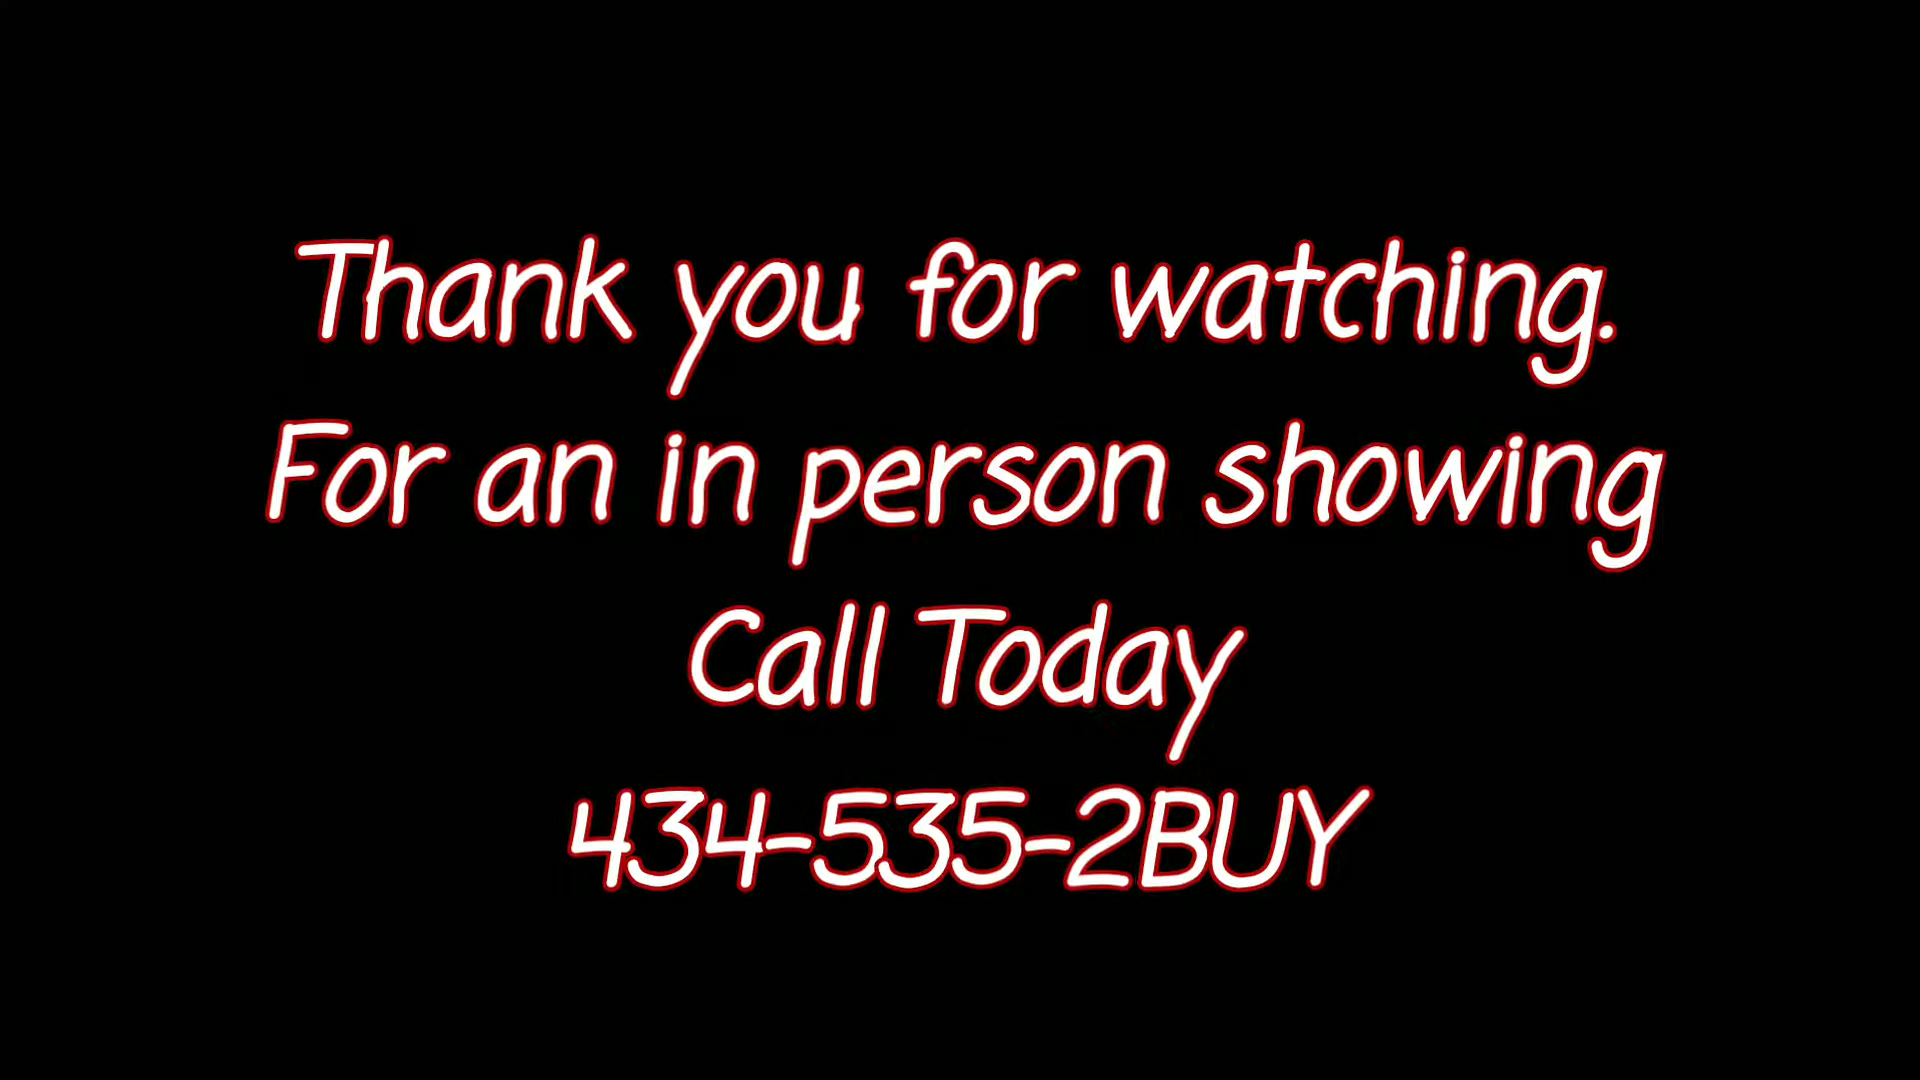 Thank you for watching.
For an in person showing
Call Today
434-535-2BUY